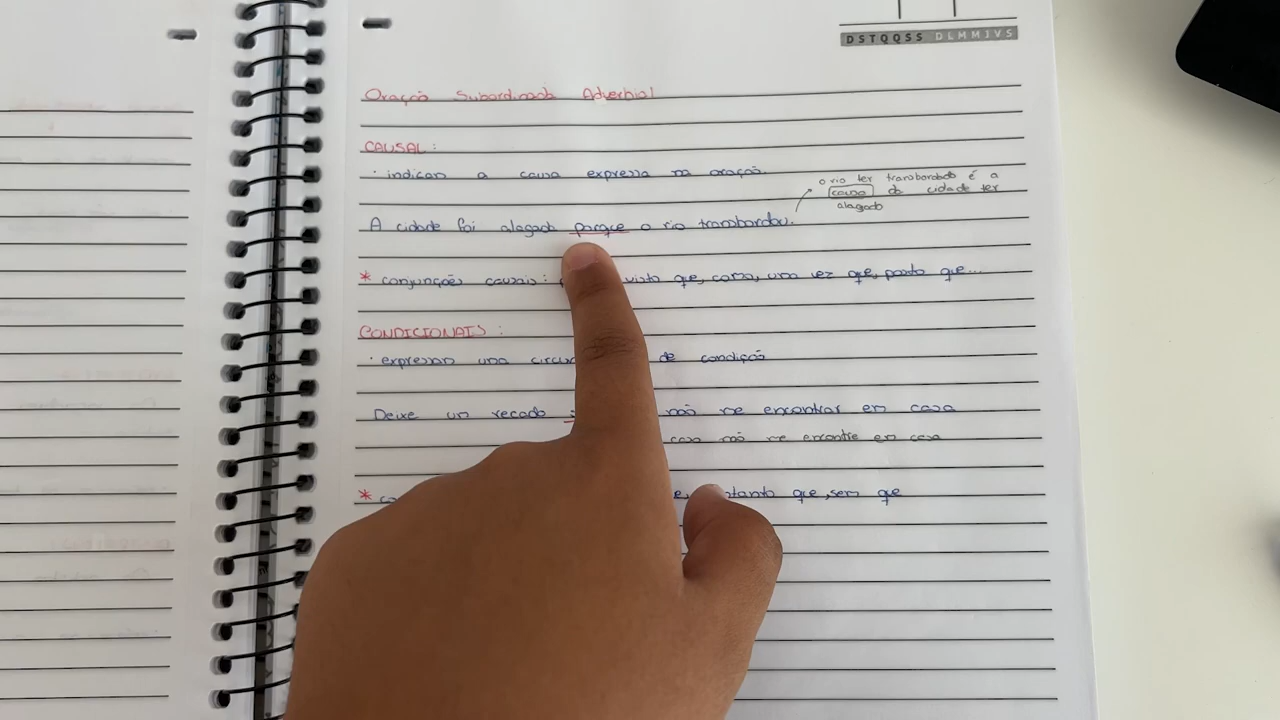 DSTQQSS DLMMJVS
Oração Subordinada Adverbial
CAUSAL:
· indicam a causa expressa na oração.
o rio ter transbordado é a
causa da cidade ter
alagado
A cidade foi alagada porque o rio transbordou.
* conjunções causais: visto que, como, uma vez que, posto que...
CONDICIONAIS:
· expressam uma de condição
Deixe um recado não me encontrar em casa
caso não me encontre em casa
* que, sem que